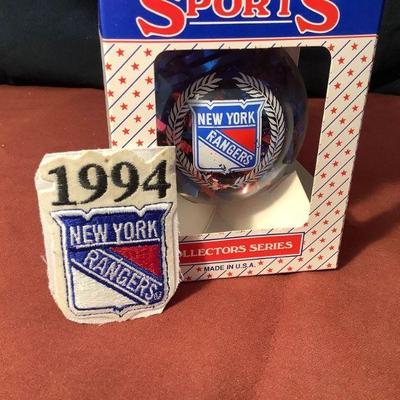 SPORTS
NEW YORK
RANGERS
COLLECTORS SERIES
MADE IN U.S.A.
1994
NEW YORK
RANGERS